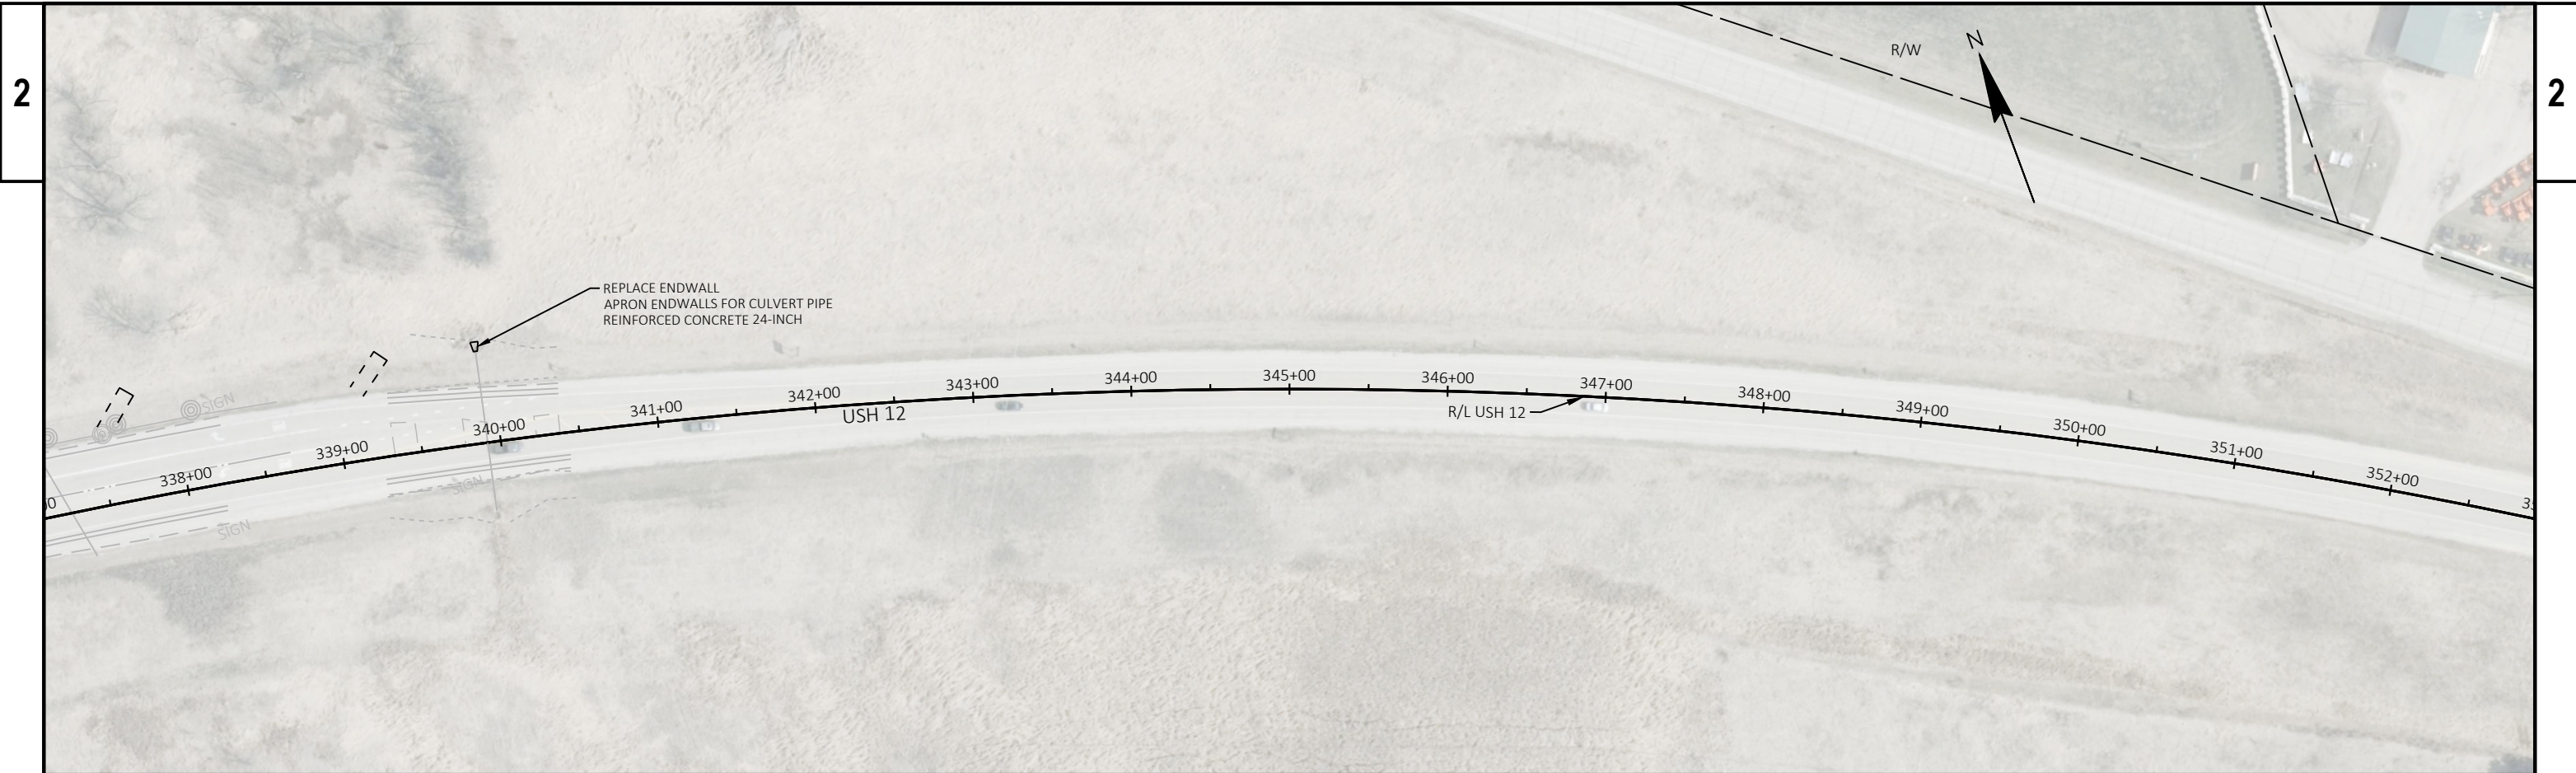 2
2
R/W
N
REPLACE ENDWALL
APRON ENDWALLS FOR CULVERT PIPE
REINFORCED CONCRETE 24-INCH
00
338+00
339+00
340+00
341+00
342+00
343+00
344+00
345+00
346+00
347+00
348+00
349+00
350+00
351+00
352+00
35
USH 12
R/L USH 12
SIGN
SIGN
SIGN